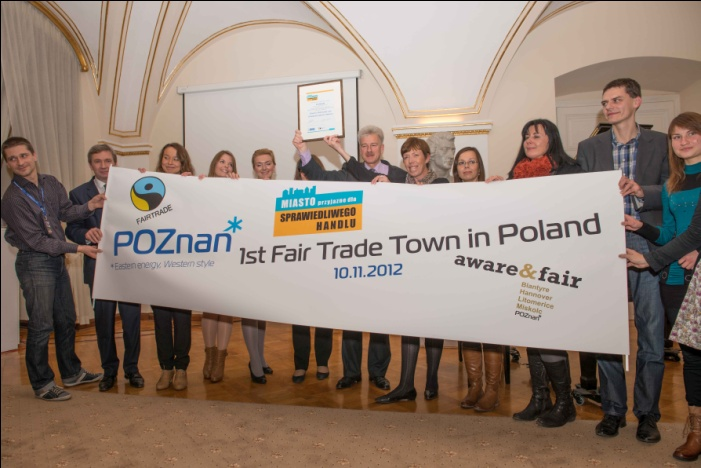 FAIRTRADE
POZnan*
*Eastern energy, Western style
MIASTO przyjazne dla
SPRAWIEDLIWEGO
HANDLU
1st Fair Trade Town in Poland
10.11.2012
aware & fair
Blantyre
Hannover
Litomerice
Miskolc
POZnan*